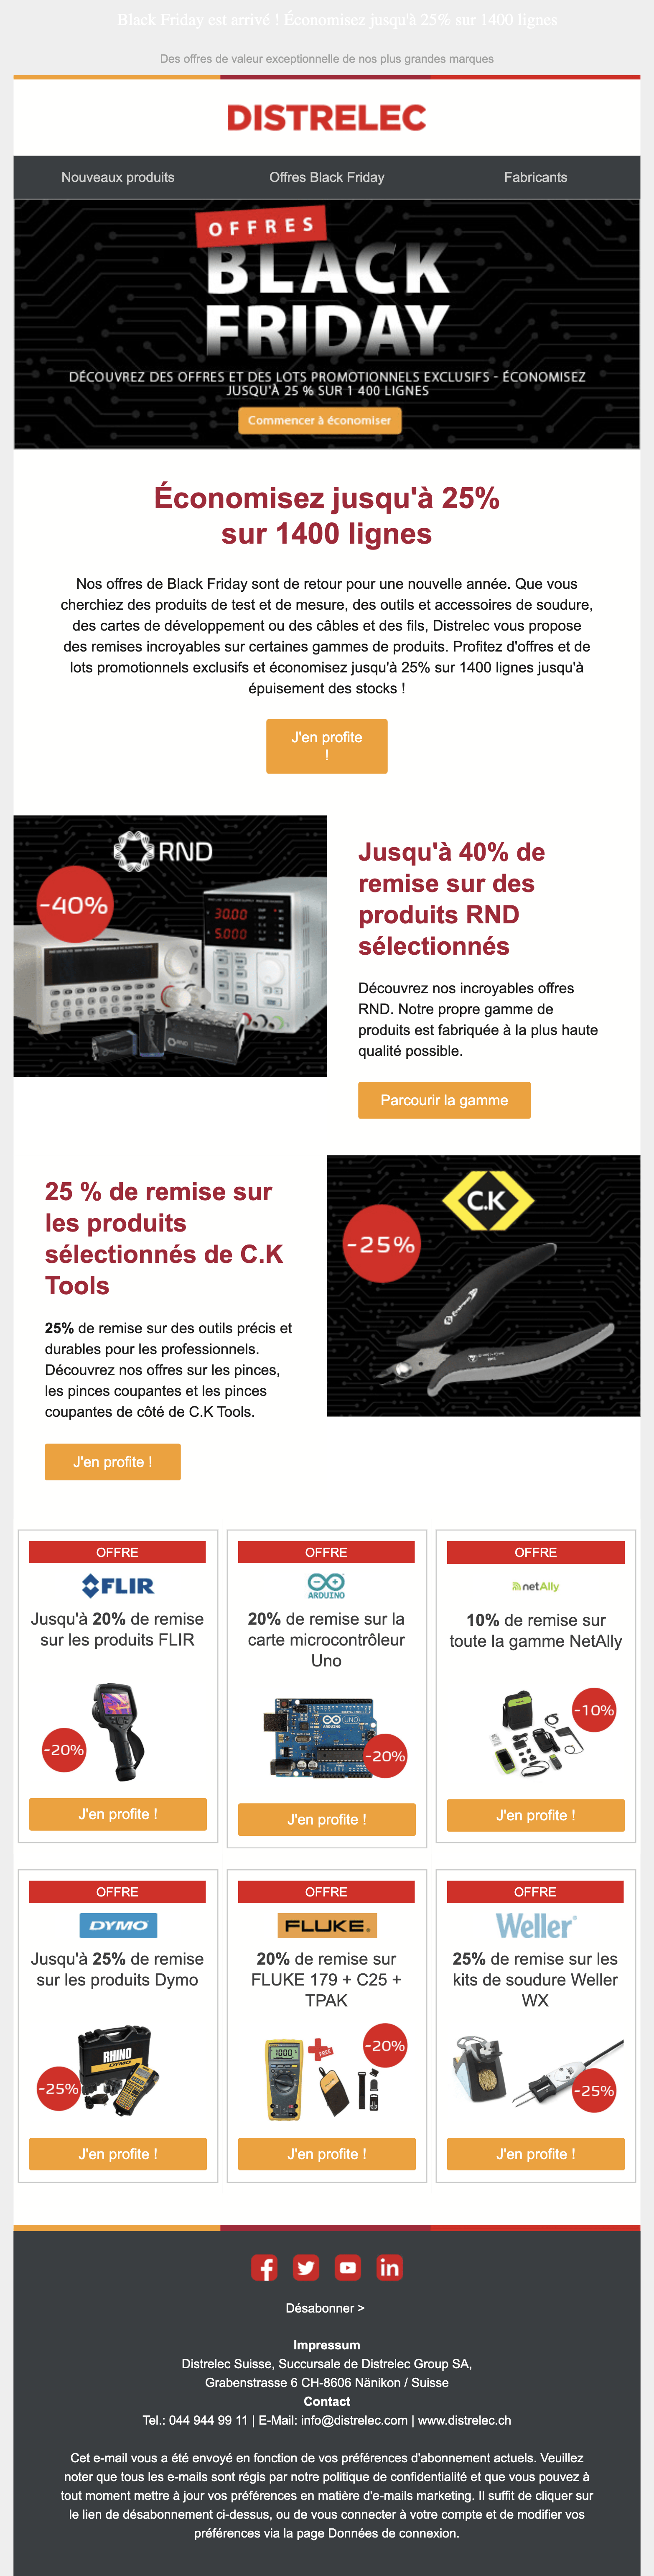 Black Friday est arrivé ! Économisez jusqu'à 25% sur 1400 lignes
Des offres de valeur exceptionnelle de nos plus grandes marques
DISTRELEC
Nouveaux produits
Offres Black Friday
Fabricants
OFFRES
BLACK
FRIDAY
DÉCOUVREZ DES OFFRES ET DES LOTS PROMOTIONNELS EXCLUSIFS - ÉCONOMISEZ
JUSQU'À 25 % SUR 1 400 LIGNES
Commencer à économiser
Économisez jusqu'à 25%
sur 1400 lignes
Nos offres de Black Friday sont de retour pour une nouvelle année. Que vous
cherchiez des produits de test et de mesure, des outils et accessoires de soudure,
des cartes de développement ou des câbles et des fils, Distrelec vous propose
des remises incroyables sur certaines gammes de produits. Profitez d'offres et de
lots promotionnels exclusifs et économisez jusqu'à 25% sur 1400 lignes jusqu'à
épuisement des stocks !
J'en profite
!
RND
-40%
30.00
5.000
RND
Jusqu'à 40% de
remise sur des
produits RND
sélectionnés
Découvrez nos incroyables offres
RND. Notre propre gamme de
produits est fabriquée à la plus haute
qualité possible.
Parcourir la gamme
25 % de remise sur
les produits
sélectionnés de C.K
Tools
25% de remise sur des outils précis et
durables pour les professionnels.
Découvrez nos offres sur les pinces,
les pinces coupantes et les pinces
coupantes de côté de C.K Tools.
J'en profite !
C.K
-25%
OFFRE
FLIR
Jusqu'à 20% de remise
sur les produits FLIR
-20%
J'en profite !
OFFRE
ARDUINO
20% de remise sur la
carte microcontrôleur
Uno
UNO
-20%
J'en profite !
OFFRE
netAlly
10% de remise sur
toute la gamme NetAlly
-10%
J'en profite !
OFFRE
DYMO
Jusqu'à 25% de remise
sur les produits Dymo
RHINO
DYMO
-25%
J'en profite !
OFFRE
FLUKE
20% de remise sur
FLUKE 179 + C25 +
TPAK
FREE
-20%
J'en profite !
OFFRE
Weller
25% de remise sur les
kits de soudure Weller
WX
-25%
J'en profite !
Désabonner >
Impressum
Distrelec Suisse, Succursale de Distrelec Group SA,
Grabenstrasse 6 CH-8606 Nänikon / Suisse
Contact
Tel.: 044 944 99 11 | E-Mail: info@distrelec.com | www.distrelec.ch
Cet e-mail vous a été envoyé en fonction de vos préférences d'abonnement actuels. Veuillez
noter que tous les e-mails sont régis par notre politique de confidentialité et que vous pouvez à
tout moment mettre à jour vos préférences en matière d'e-mails marketing. Il suffit de cliquer sur
le lien de désabonnement ci-dessus, ou de vous connecter à votre compte et de modifier vos
préférences via la page Données de connexion.